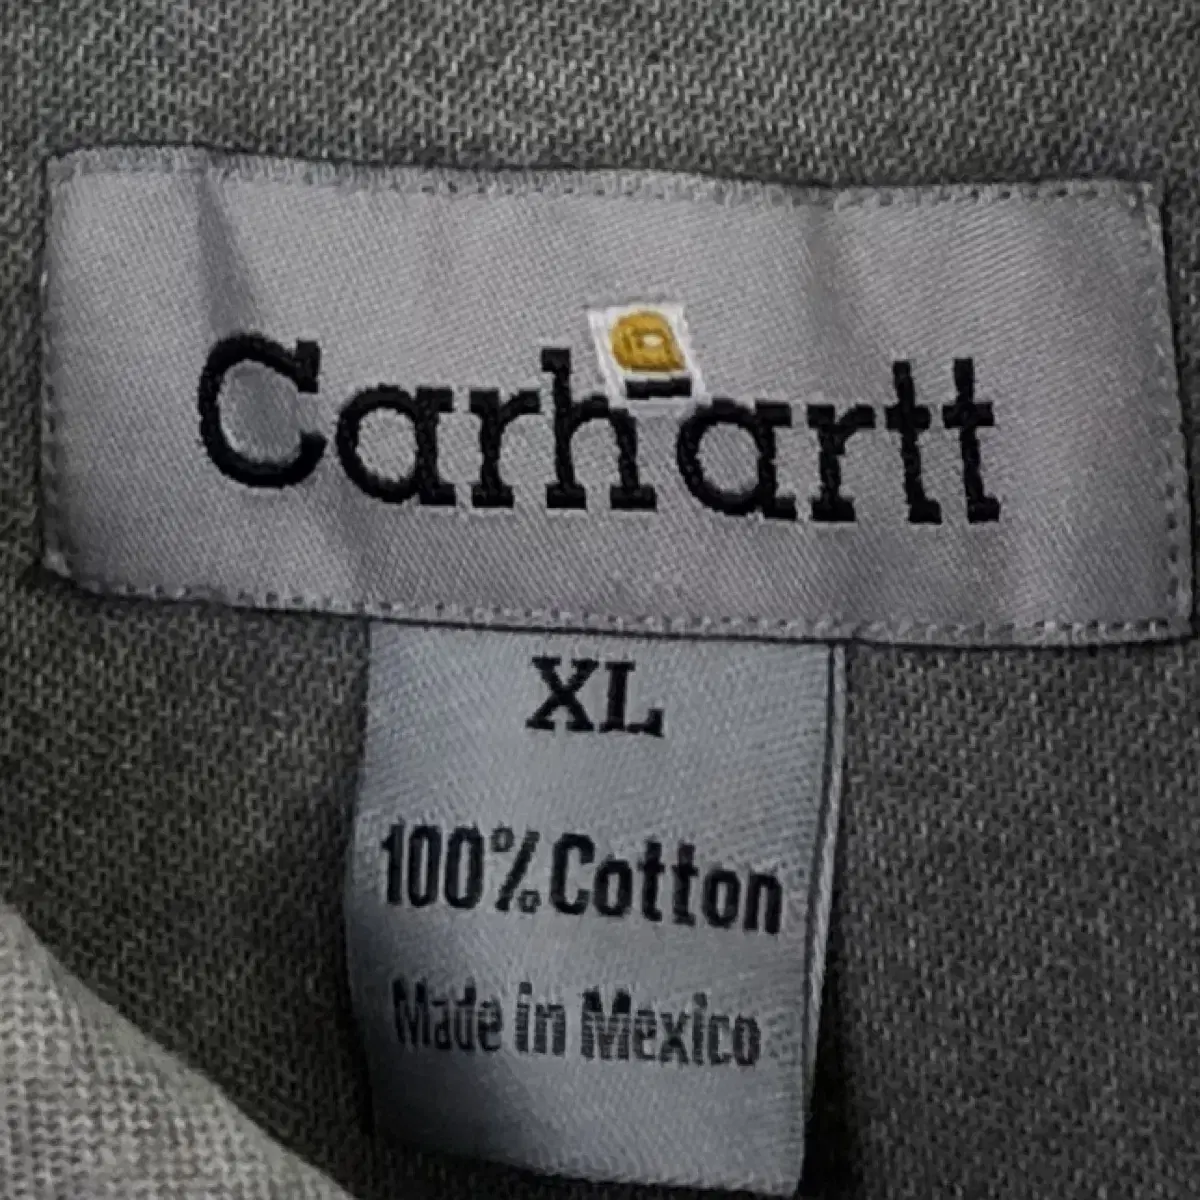 Carhartt
XL
100% Cotton
Made in Mexico